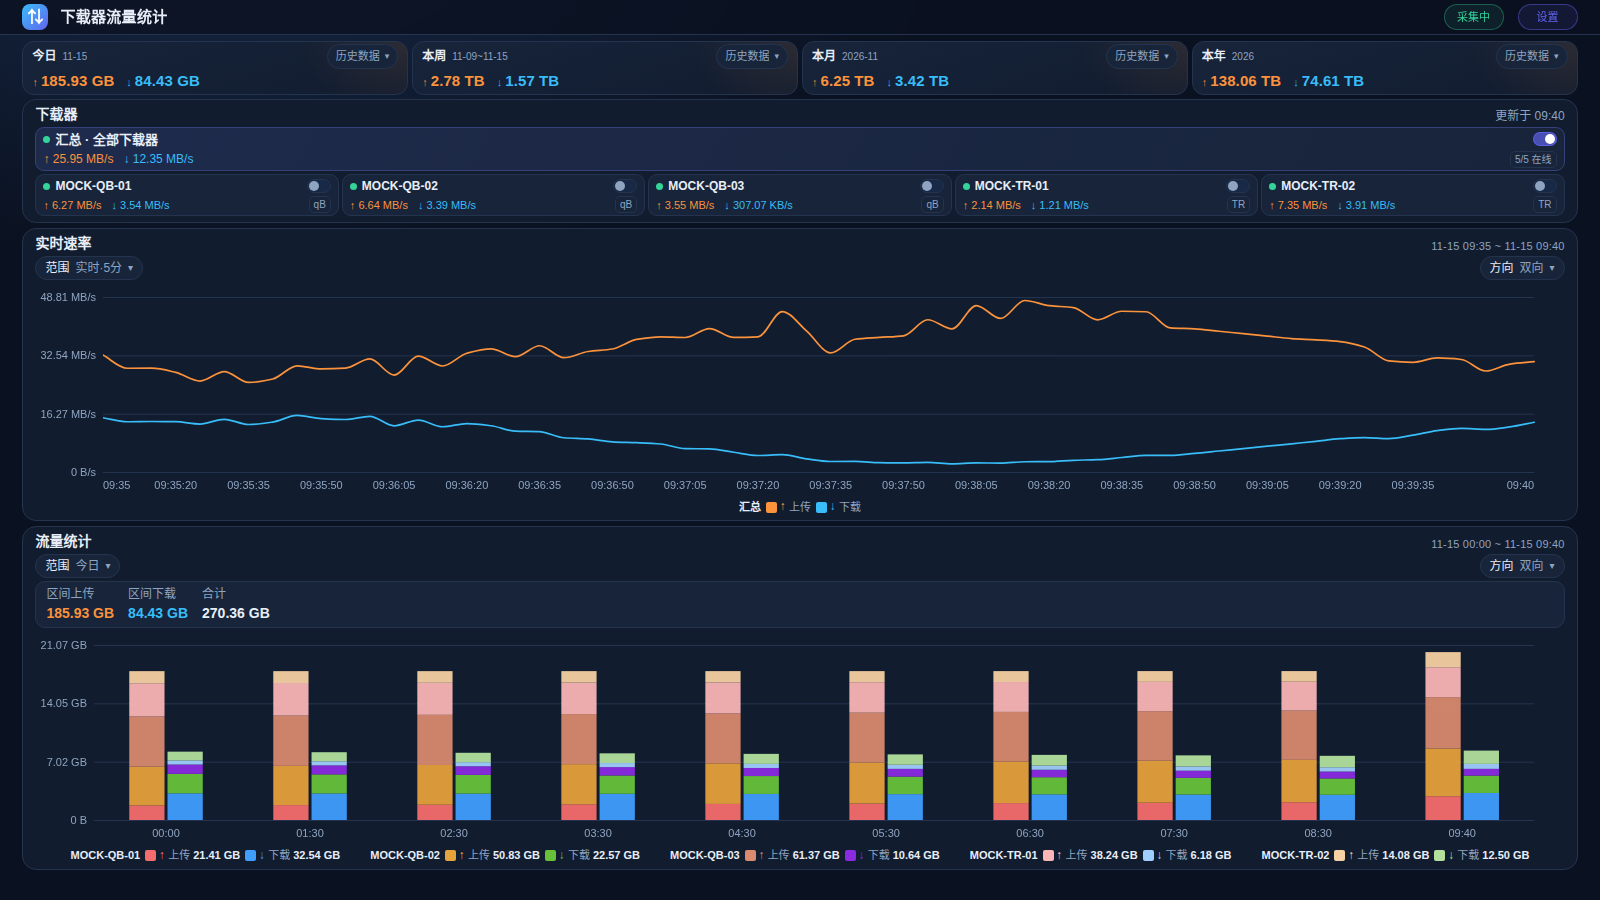 下载器流量统计
采集中
设置
今日 11-15 历史数据 ▾
↑ 185.93 GB ↓ 84.43 GB
本周 11-09~11-15 历史数据 ▾
↑ 2.78 TB ↓ 1.57 TB
本月 2026-11 历史数据 ▾
↑ 6.25 TB ↓ 3.42 TB
本年 2026 历史数据 ▾
↑ 138.06 TB ↓ 74.61 TB
下载器 更新于 09:40
汇总 · 全部下载器
↑ 25.95 MB/s ↓ 12.35 MB/s 5/5 在线
MOCK-QB-01
↑ 6.27 MB/s ↓ 3.54 MB/s qB
MOCK-QB-02
↑ 6.64 MB/s ↓ 3.39 MB/s qB
MOCK-QB-03
↑ 3.55 MB/s ↓ 307.07 KB/s qB
MOCK-TR-01
↑ 2.14 MB/s ↓ 1.21 MB/s TR
MOCK-TR-02
↑ 7.35 MB/s ↓ 3.91 MB/s TR
实时速率 11-15 09:35 ~ 11-15 09:40
范围 实时·5分 ▾ 方向 双向 ▾
48.81 MB/s
32.54 MB/s
16.27 MB/s
0 B/s
09:35 09:35:20 09:35:35 09:35:50 09:36:05 09:36:20 09:36:35 09:36:50 09:37:05 09:37:20 09:37:35 09:37:50 09:38:05 09:38:20 09:38:35 09:38:50 09:39:05 09:39:20 09:39:35 09:40
汇总 ↑ 上传 ↓ 下载
流量统计 11-15 00:00 ~ 11-15 09:40
范围 今日 ▾ 方向 双向 ▾
区间上传 区间下载 合计
185.93 GB 84.43 GB 270.36 GB
21.07 GB
14.05 GB
7.02 GB
0 B
00:00 01:30 02:30 03:30 04:30 05:30 06:30 07:30 08:30 09:40
MOCK-QB-01 ↑ 上传 21.41 GB ↓ 下载 32.54 GB MOCK-QB-02 ↑ 上传 50.83 GB ↓ 下载 22.57 GB MOCK-QB-03 ↑ 上传 61.37 GB ↓ 下载 10.64 GB MOCK-TR-01 ↑ 上传 38.24 GB ↓ 下载 6.18 GB MOCK-TR-02 ↑ 上传 14.08 GB ↓ 下载 12.50 GB